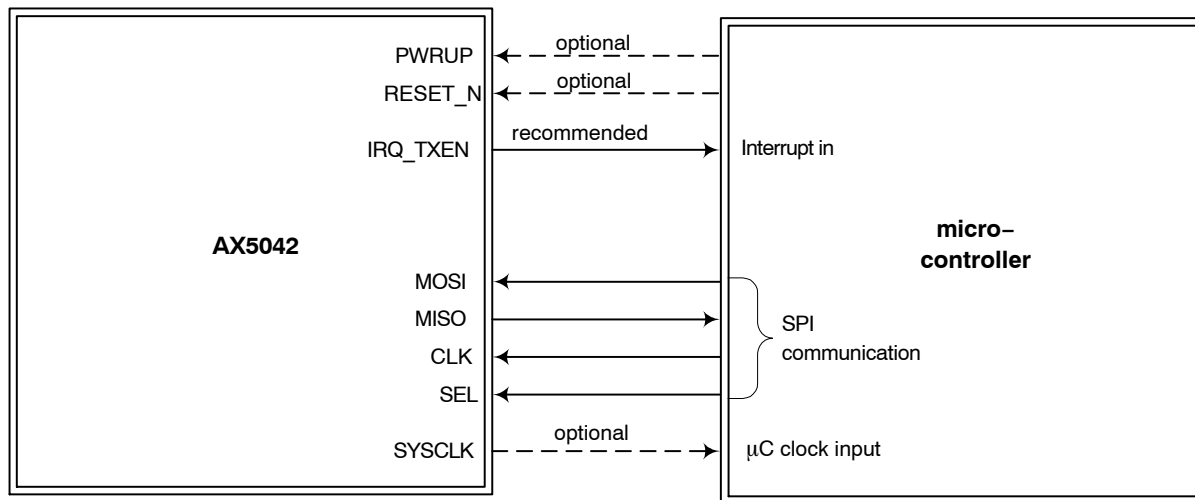 PWRUP
optional
RESET_N
optional
IRQ_TXEN
recommended
Interrupt in
AX5042
micro–
controller
MOSI
MISO
CLK
SEL
SPI
communication
SYSCLK
optional
µC clock input